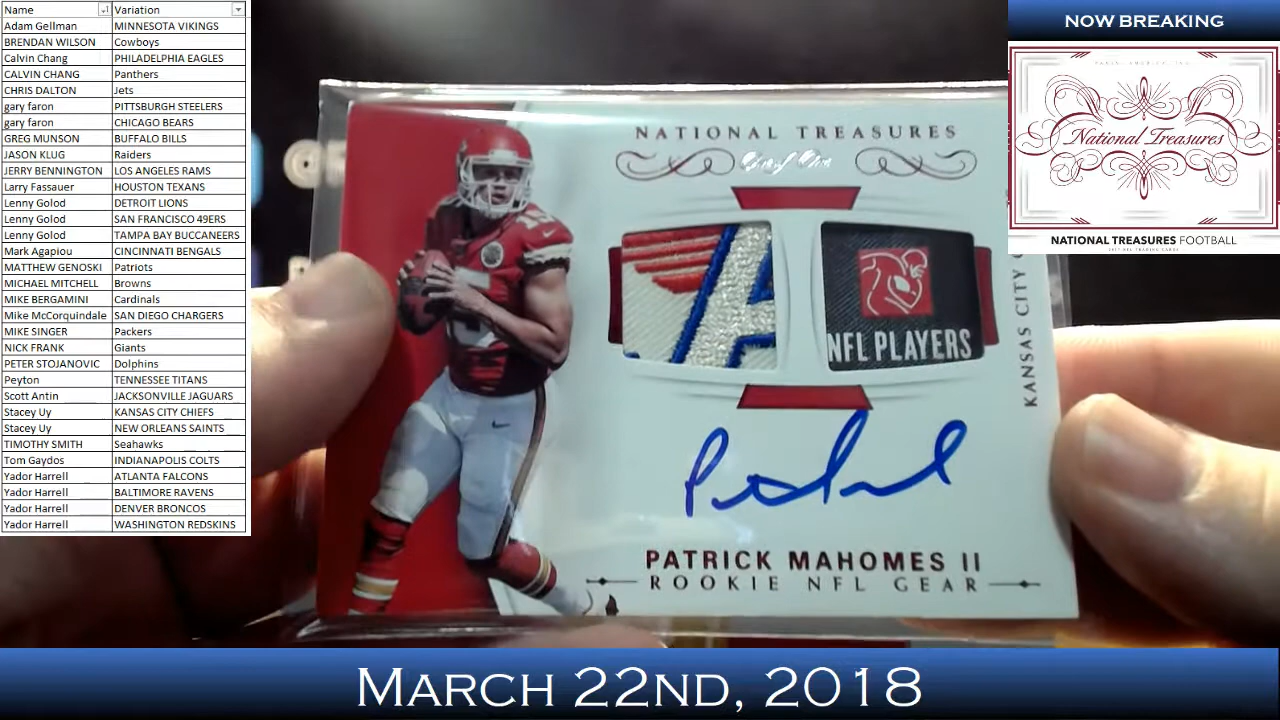 Name Variation
Adam Gellman MINNESOTA VIKINGS
BRENDAN WILSON Cowboys
Calvin Chang PHILADELPHIA EAGLES
CALVIN CHANG Panthers
CHRIS DALTON Jets
gary faron PITTSBURGH STEELERS
gary faron CHICAGO BEARS
GREG MUNSON BUFFALO BILLS
JASON KLUG Raiders
JERRY BENNINGTON LOS ANGELES RAMS
Larry Fassauer HOUSTON TEXANS
Lenny Golod DETROIT LIONS
Lenny Golod SAN FRANCISCO 49ERS
Lenny Golod TAMPA BAY BUCCANEERS
Mark Agapiou CINCINNATI BENGALS
MATTHEW GENOSKI Patriots
MICHAEL MITCHELL Browns
MIKE BERGAMINI Cardinals
Mike McCorquindale SAN DIEGO CHARGERS
MIKE SINGER Packers
NICK FRANK Giants
PETER STOJANOVIC Dolphins
Peyton TENNESSEE TITANS
Scott Antin JACKSONVILLE JAGUARS
Stacey Uy KANSAS CITY CHIEFS
Stacey Uy NEW ORLEANS SAINTS
TIMOTHY SMITH Seahawks
Tom Gaydos INDIANAPOLIS COLTS
Yador Harrell ATLANTA FALCONS
Yador Harrell BALTIMORE RAVENS
Yador Harrell DENVER BRONCOS
Yador Harrell WASHINGTON REDSKINS
NATIONAL TREASURES
One of One
15
A
NFL PLAYERS
KANSAS CITY
PATRICK MAHOMES II
ROOKIE NFL GEAR
NOW BREAKING
National Treasures
NATIONAL TREASURES FOOTBALL
MARCH 22ND, 2018